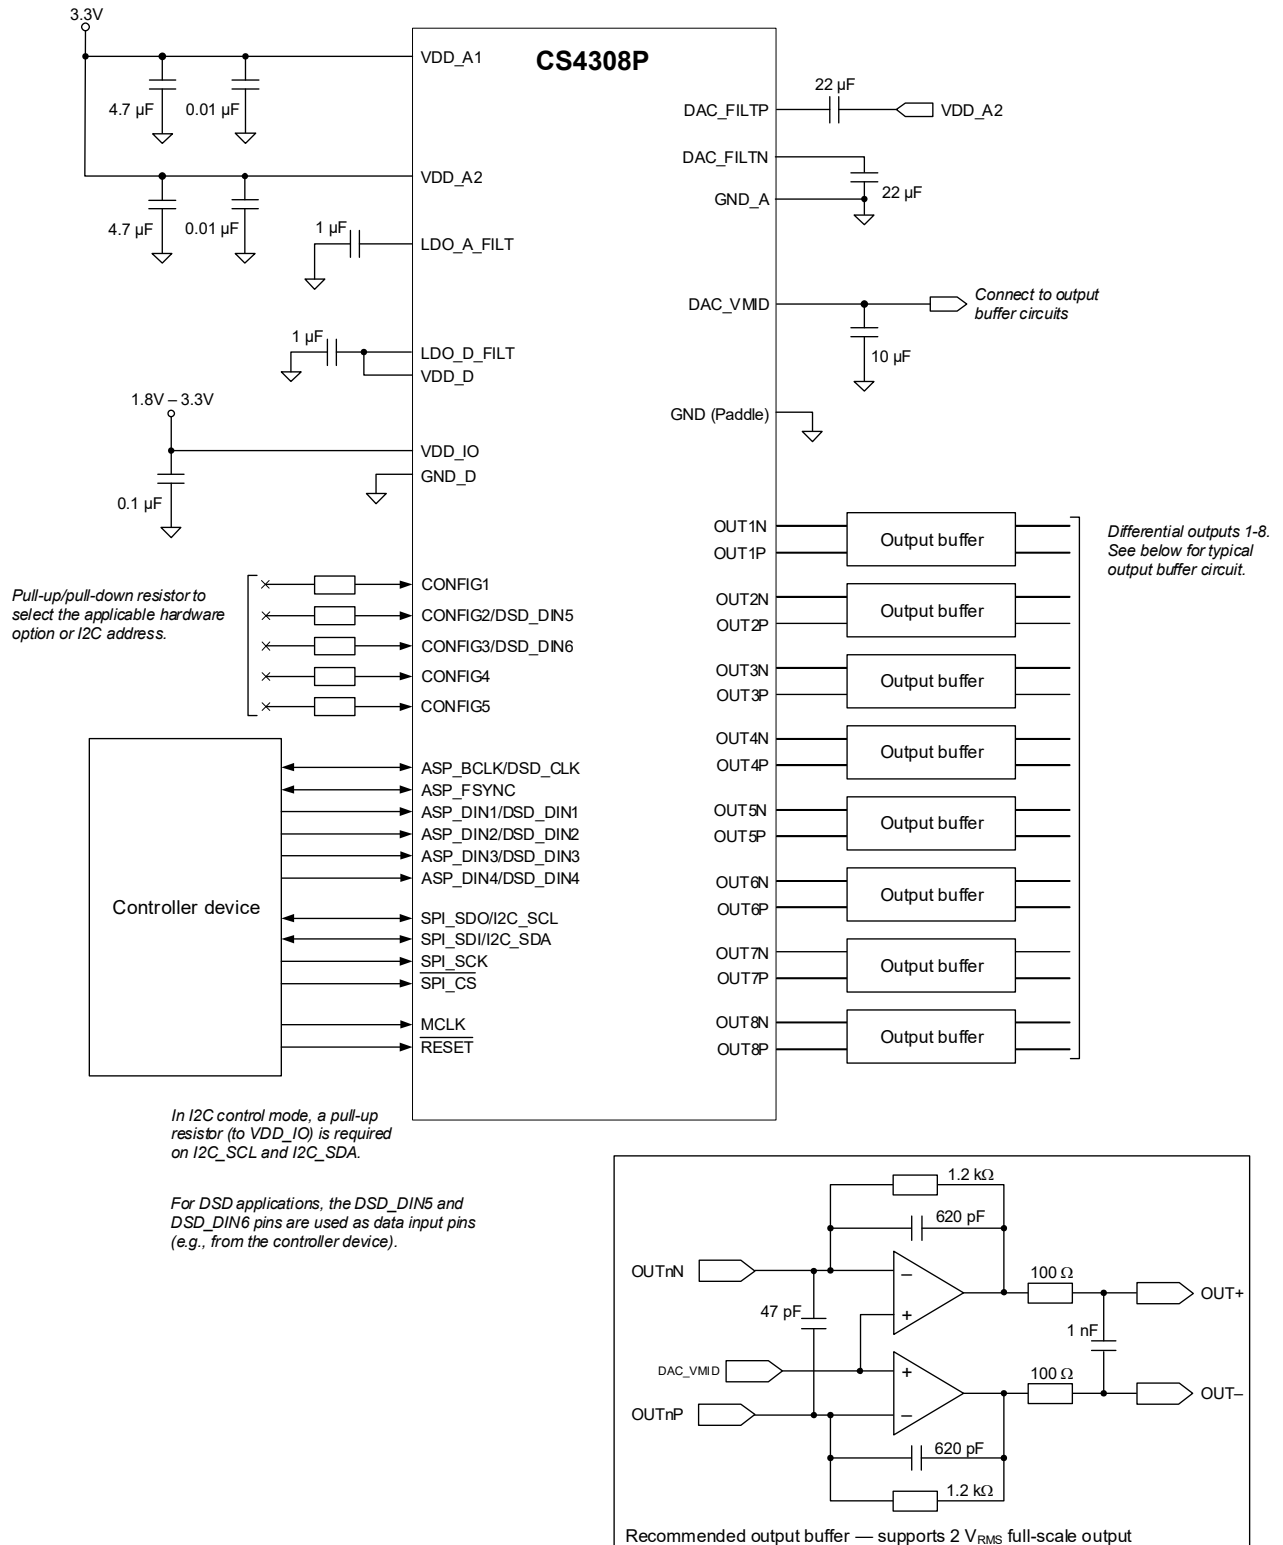 3.3V
CS4308P
VDD_A1
4.7 µF
0.01 µF
VDD_A2
4.7 µF
0.01 µF
1 µF
LDO_A_FILT
1 µF
LDO_D_FILT
VDD_D
1.8V – 3.3V
VDD_IO
GND_D
0.1 µF
Pull-up/pull-down resistor to
select the applicable hardware
option or I2C address.
CONFIG1
CONFIG2/DSD_DIN5
CONFIG3/DSD_DIN6
CONFIG4
CONFIG5
Controller device
ASP_BCLK/DSD_CLK
ASP_FSYNC
ASP_DIN1/DSD_DIN1
ASP_DIN2/DSD_DIN2
ASP_DIN3/DSD_DIN3
ASP_DIN4/DSD_DIN4
SPI_SDO/I2C_SCL
SPI_SDI/I2C_SDA
SPI_SCK
SPI_CS
MCLK
RESET
In I2C control mode, a pull-up
resistor (to VDD_IO) is required
on I2C_SCL and I2C_SDA.
For DSD applications, the DSD_DIN5 and
DSD_DIN6 pins are used as data input pins
(e.g., from the controller device).
22 µF
DAC_FILTP
VDD_A2
DAC_FILTN
22 µF
GND_A
DAC_VMID
Connect to output
buffer circuits
10 µF
GND (Paddle)
OUT1N
OUT1P
Output buffer
OUT2N
OUT2P
Output buffer
OUT3N
OUT3P
Output buffer
OUT4N
OUT4P
Output buffer
OUT5N
OUT5P
Output buffer
OUT6N
OUT6P
Output buffer
OUT7N
OUT7P
Output buffer
OUT8N
OUT8P
Output buffer
Differential outputs 1-8.
See below for typical
output buffer circuit.
1.2 kΩ
620 pF
OUTnN
–
+
100 Ω
OUT+
47 pF
1 nF
DAC_VMID
+
–
100 Ω
OUT–
OUTnP
620 pF
1.2 kΩ
Recommended output buffer — supports 2 VRMS full-scale output